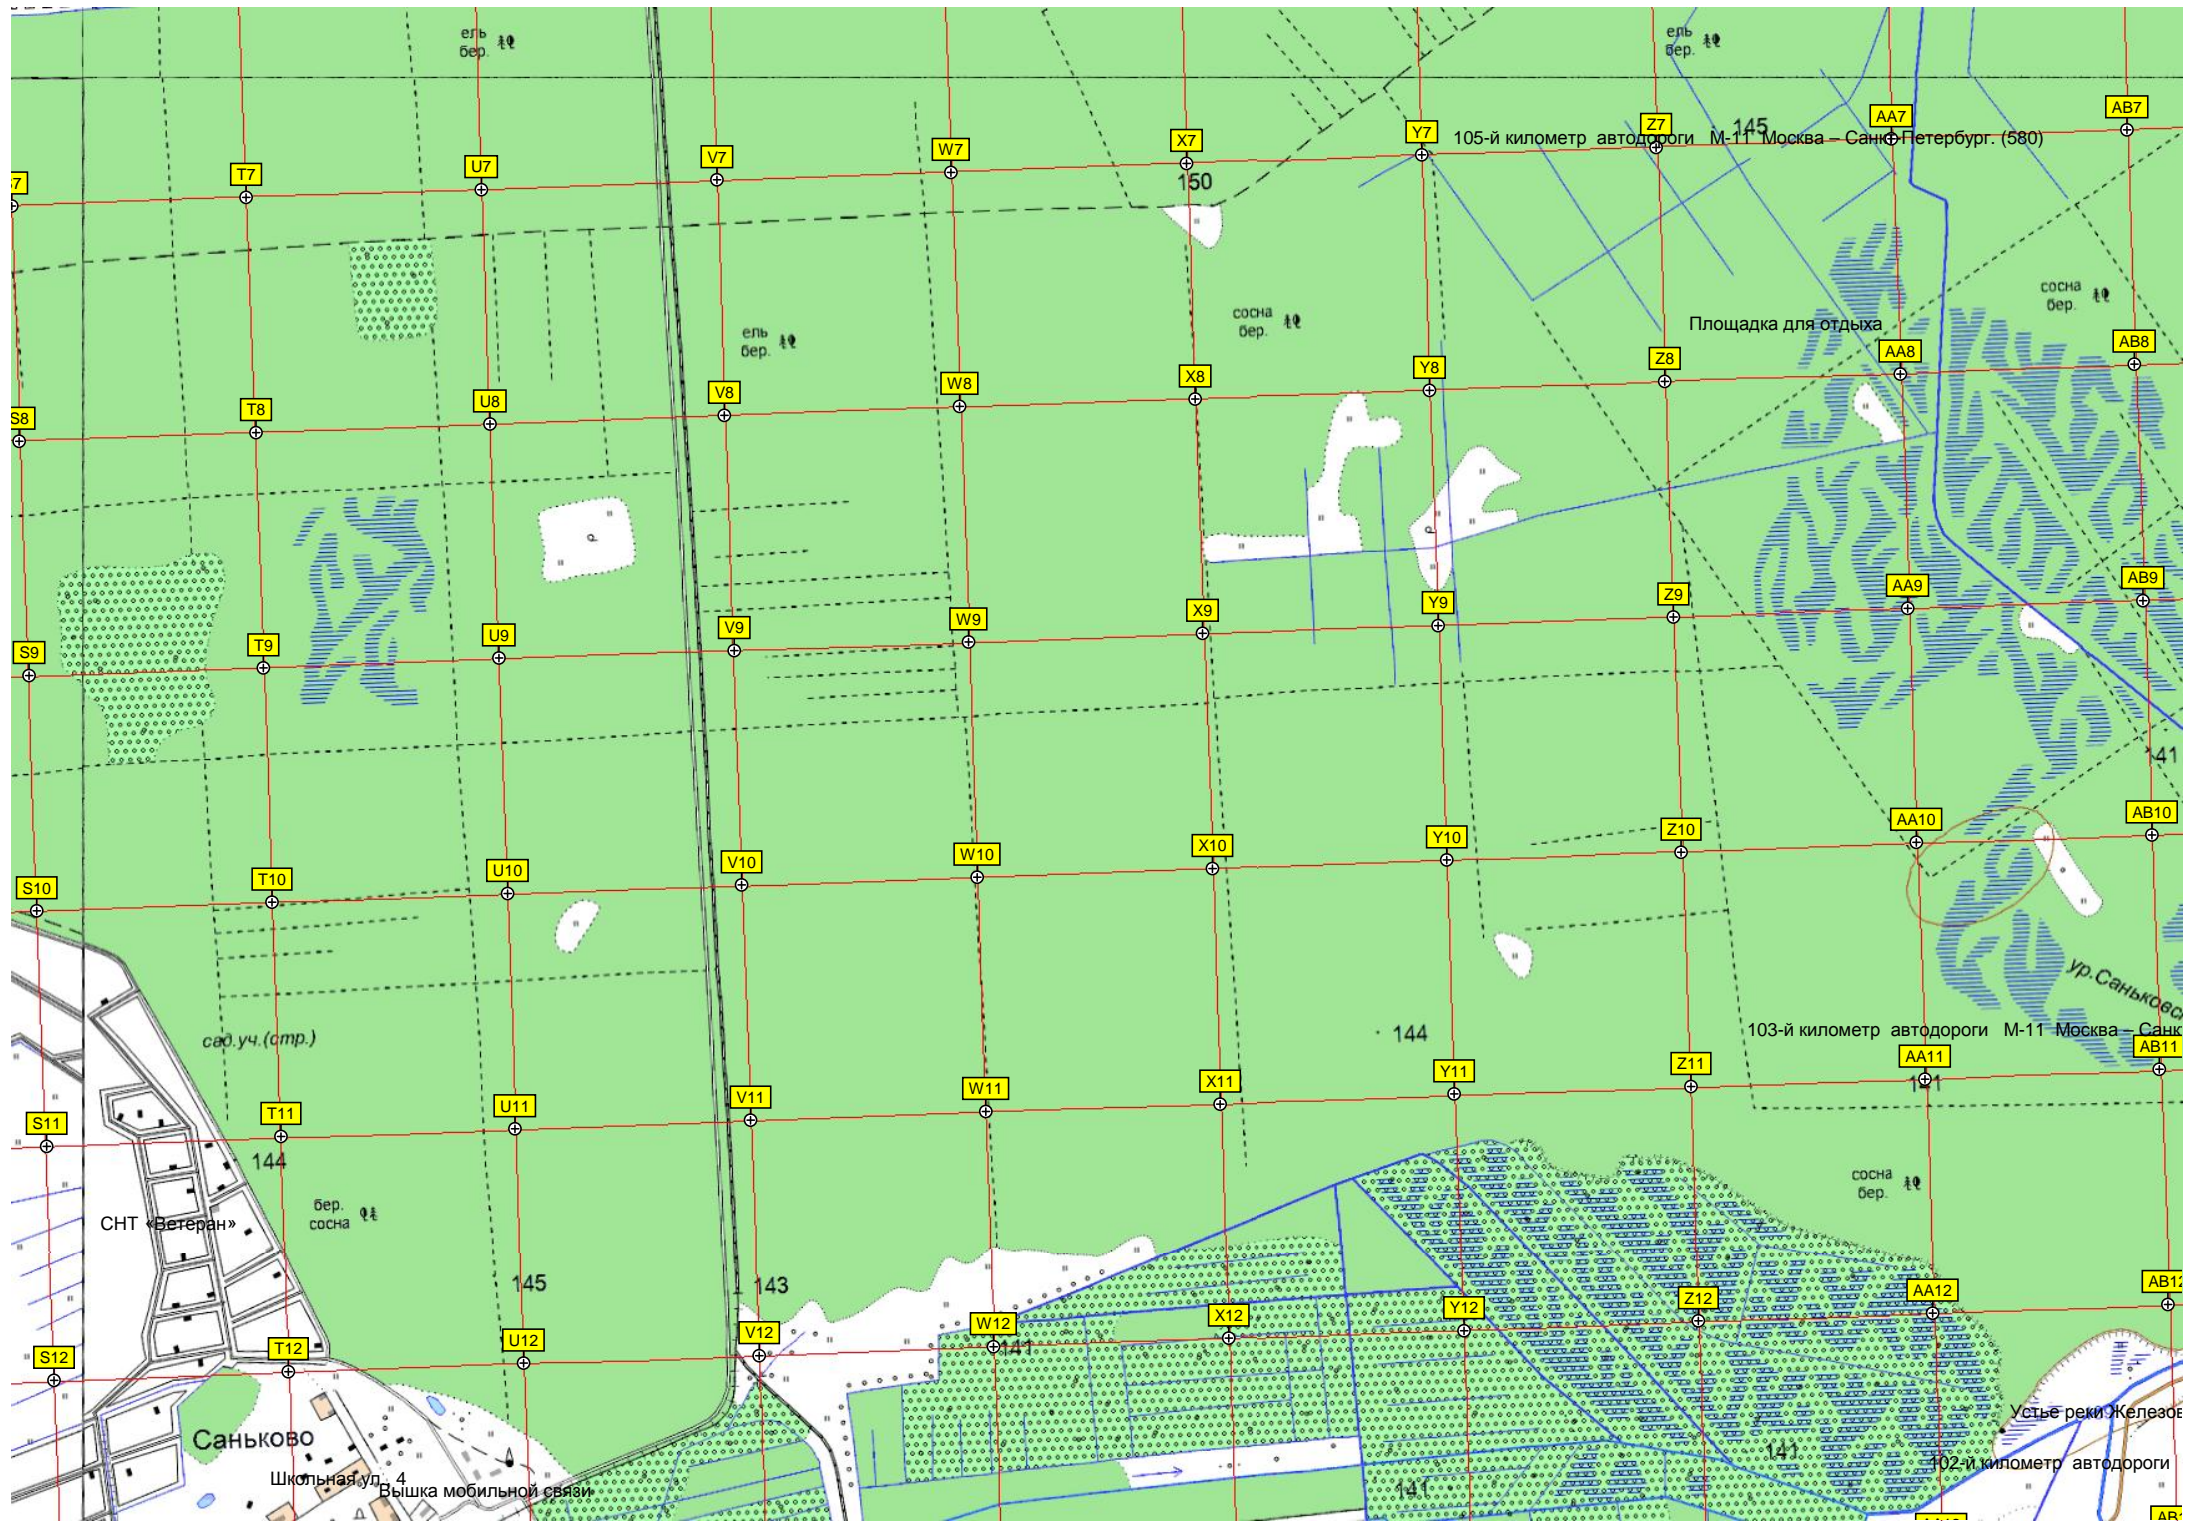 ель
бер.
ель
бер.
AB7
AA7
Z7
145
Y7
105-й километр автодороги М-11 Москва – Санкт-Петербург. (580)
X7
W7
V7
U7
T7
150
сосна
бер.
сосна
бер.
Площадка для отдыха
ель
бер.
AB8
AA8
Z8
Y8
X8
W8
V8
U8
T8
S8
AB9
AA9
Z9
Y9
X9
W9
V9
U9
T9
S9
41
AB10
AA10
Z10
Y10
X10
W10
V10
U10
T10
S10
ур.Саньковс
сад.уч.(стр.)
144
103-й километр автодороги М-11 Москва – Санк
AB11
AA11
Z11
Y11
X11
W11
V11
U11
T11
S11
144
сосна
бер.
бер.
сосна
СНТ «Ветеран»
145
143
AB12
AA12
Z12
Y12
X12
W12
V12
U12
T12
S12
141
Саньково
Устье реки Железов
141
102-й километр автодороги
Школьная ул., 4
Вышка мобильной связи
141